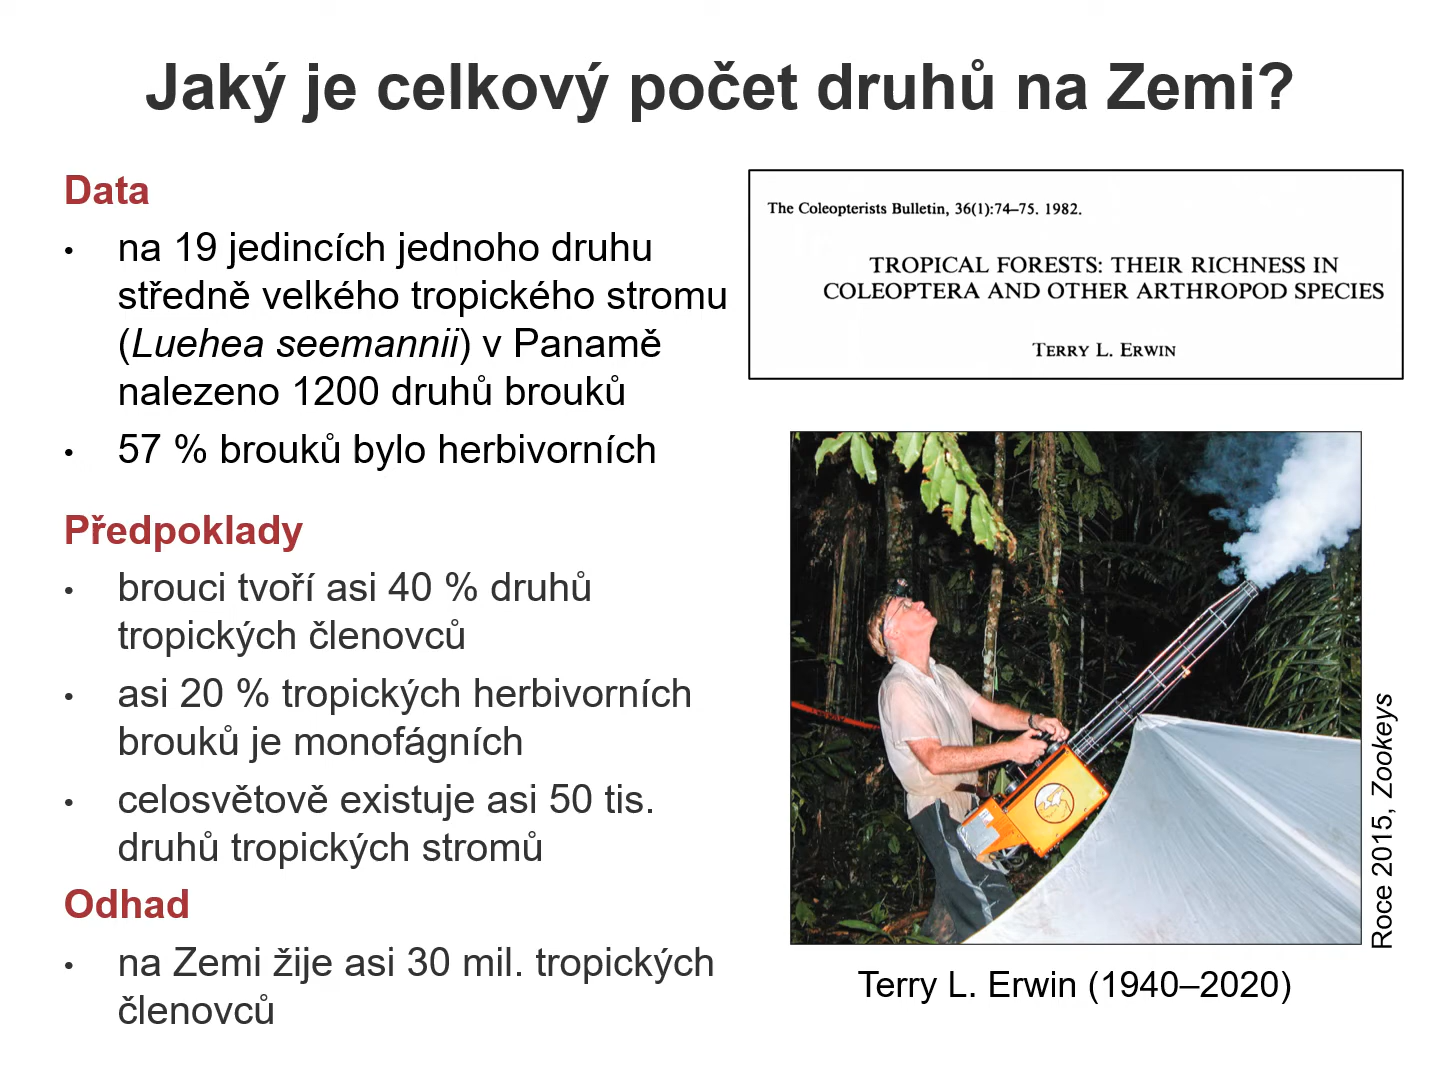 Jaký je celkový počet druhů na Zemi?
Data
• na 19 jedincích jednoho druhu
středně velkého tropického stromu
(Luehea seemannii) v Panamě
nalezeno 1200 druhů brouků
• 57 % brouků bylo herbivorních
Předpoklady
• brouci tvoří asi 40 % druhů
tropických členovců
• asi 20 % tropických herbivorních
brouků je monofágních
• celosvětově existuje asi 50 tis.
druhů tropických stromů
Odhad
• na Zemi žije asi 30 mil. tropických
členovců
The Coleopterists Bulletin, 36(1):74–75. 1982.
TROPICAL FORESTS: THEIR RICHNESS IN
COLEOPTERA AND OTHER ARTHROPOD SPECIES
TERRY L. ERWIN
Roce 2015, Zookeys
Terry L. Erwin (1940–2020)